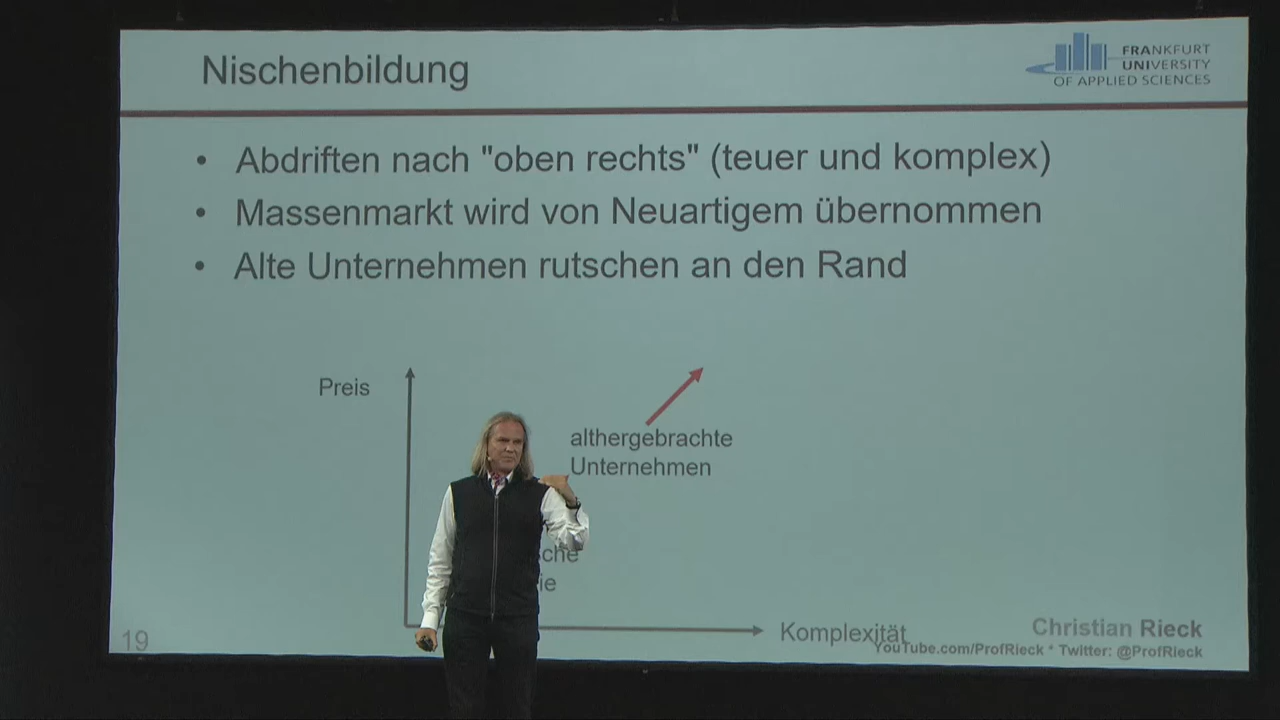 Nischenbildung
FRANKFURT
UNIVERSITY
OF APPLIED SCIENCES
• Abdriften nach "oben rechts" (teuer und komplex)
• Massenmarkt wird von Neuartigem übernommen
• Alte Unternehmen rutschen an den Rand
Preis
althergebrachte
Unternehmen
Komplexität
19
Christian Rieck
YouTube.com/ProfRieck * Twitter: @ProfRieck